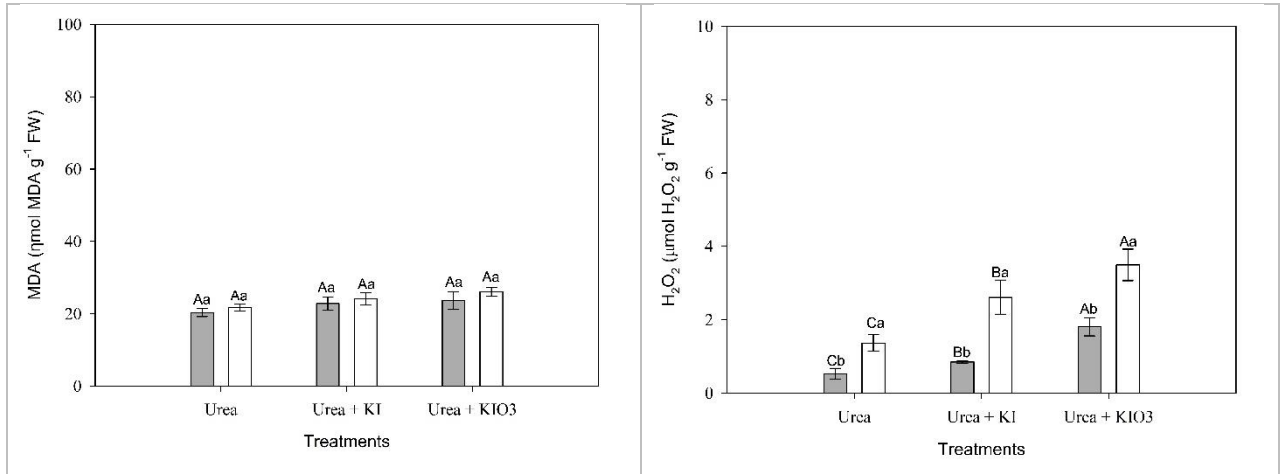 MDA (ηmol MDA g⁻¹ FW)
100
80
60
40
20
0
Aa
Aa
Aa
Aa
Aa
Aa
Urea
Urea + KI
Urea + KIO3
Treatments
H₂O₂ (μmol H₂O₂ g⁻¹ FW)
10
8
6
4
2
0
Cb
Ca
Bb
Ba
Ab
Aa
Urea
Urea + KI
Urea + KIO3
Treatments